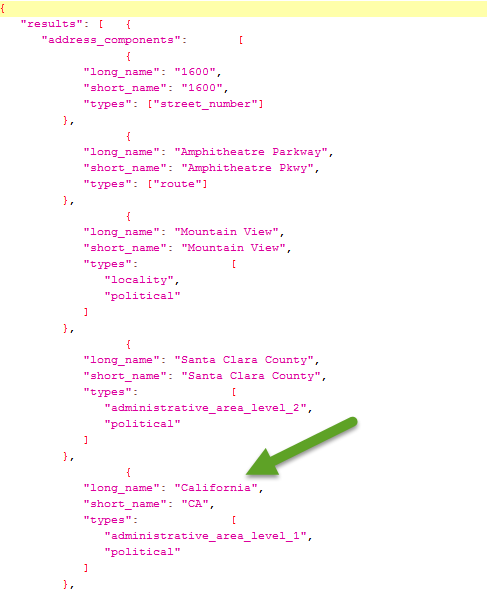 {
"results": [ {
"address_components": [
{
"long_name": "1600",
"short_name": "1600",
"types": ["street_number"]
},
{
"long_name": "Amphitheatre Parkway",
"short_name": "Amphitheatre Pkwy",
"types": ["route"]
},
{
"long_name": "Mountain View",
"short_name": "Mountain View",
"types": [
"locality",
"political"
]
},
{
"long_name": "Santa Clara County",
"short_name": "Santa Clara County",
"types": [
"administrative_area_level_2",
"political"
]
},
{
"long_name": "California",
"short_name": "CA",
"types": [
"administrative_area_level_1",
"political"
]
},